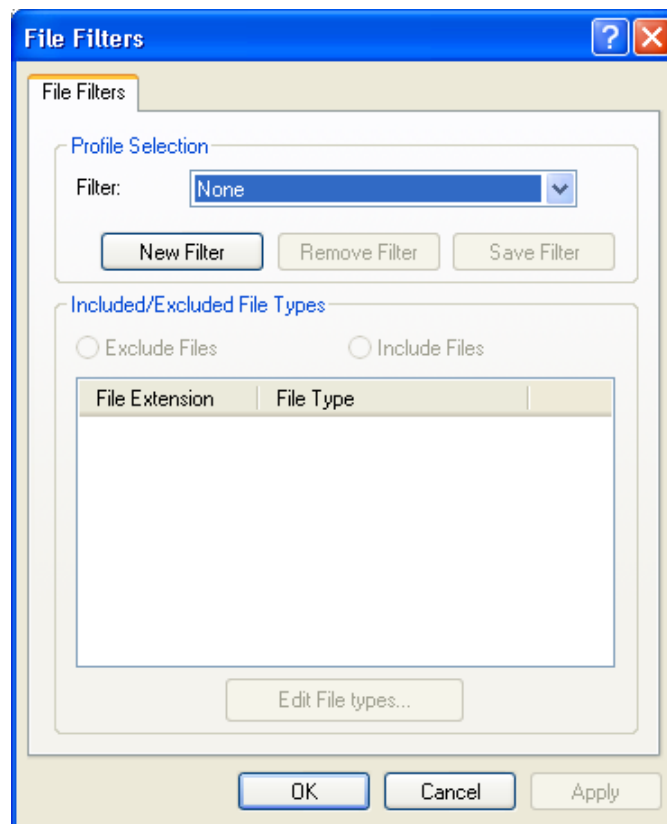 File Filters
File Filters
Profile Selection
Filter: None
New Filter Remove Filter Save Filter
Included/Excluded File Types
Exclude Files Include Files
File Extension File Type
Edit File types...
OK Cancel Apply